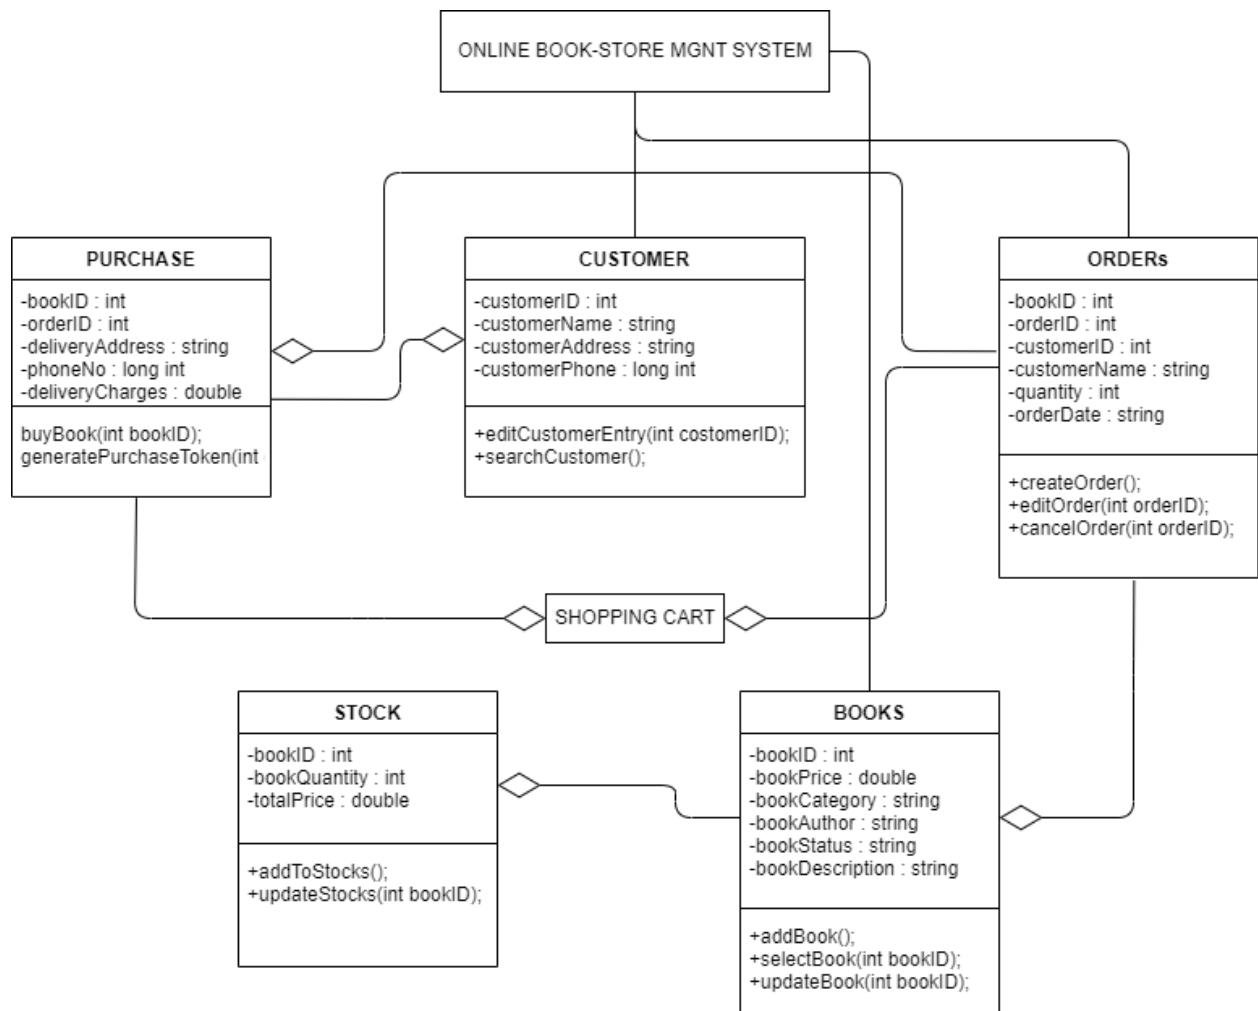 ONLINE BOOK-STORE MGNT SYSTEM
PURCHASE
-bookID : int
-orderID : int
-deliveryAddress : string
-phoneNo : long int
-deliveryCharges : double
buyBook(int bookID);
generatePurchaseToken(int
CUSTOMER
-customerID : int
-customerName : string
-customerAddress : string
-customerPhone : long int
+editCustomerEntry(int costomerID);
+searchCustomer();
ORDERs
-bookID : int
-orderID : int
-customerID : int
-customerName : string
-quantity : int
-orderDate : string
+createOrder();
+editOrder(int orderID);
+cancelOrder(int orderID);
SHOPPING CART
STOCK
-bookID : int
-bookQuantity : int
-totalPrice : double
+addToStocks();
+updateStocks(int bookID);
BOOKS
-bookID : int
-bookPrice : double
-bookCategory : string
-bookAuthor : string
-bookStatus : string
-bookDescription : string
+addBook();
+selectBook(int bookID);
+updateBook(int bookID);